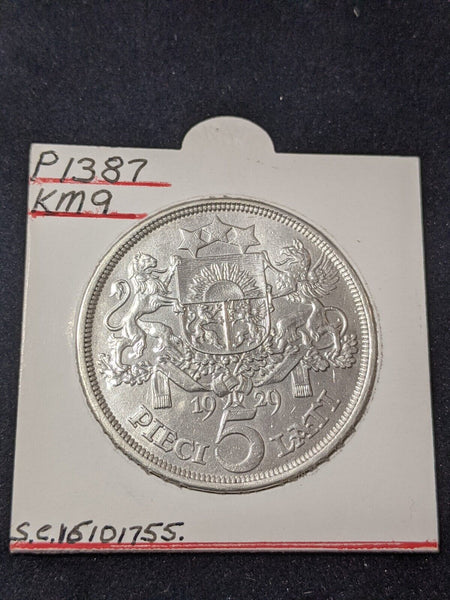 P1387
KM9
19 29
PIECI 5 LATI
S.C.16101755.